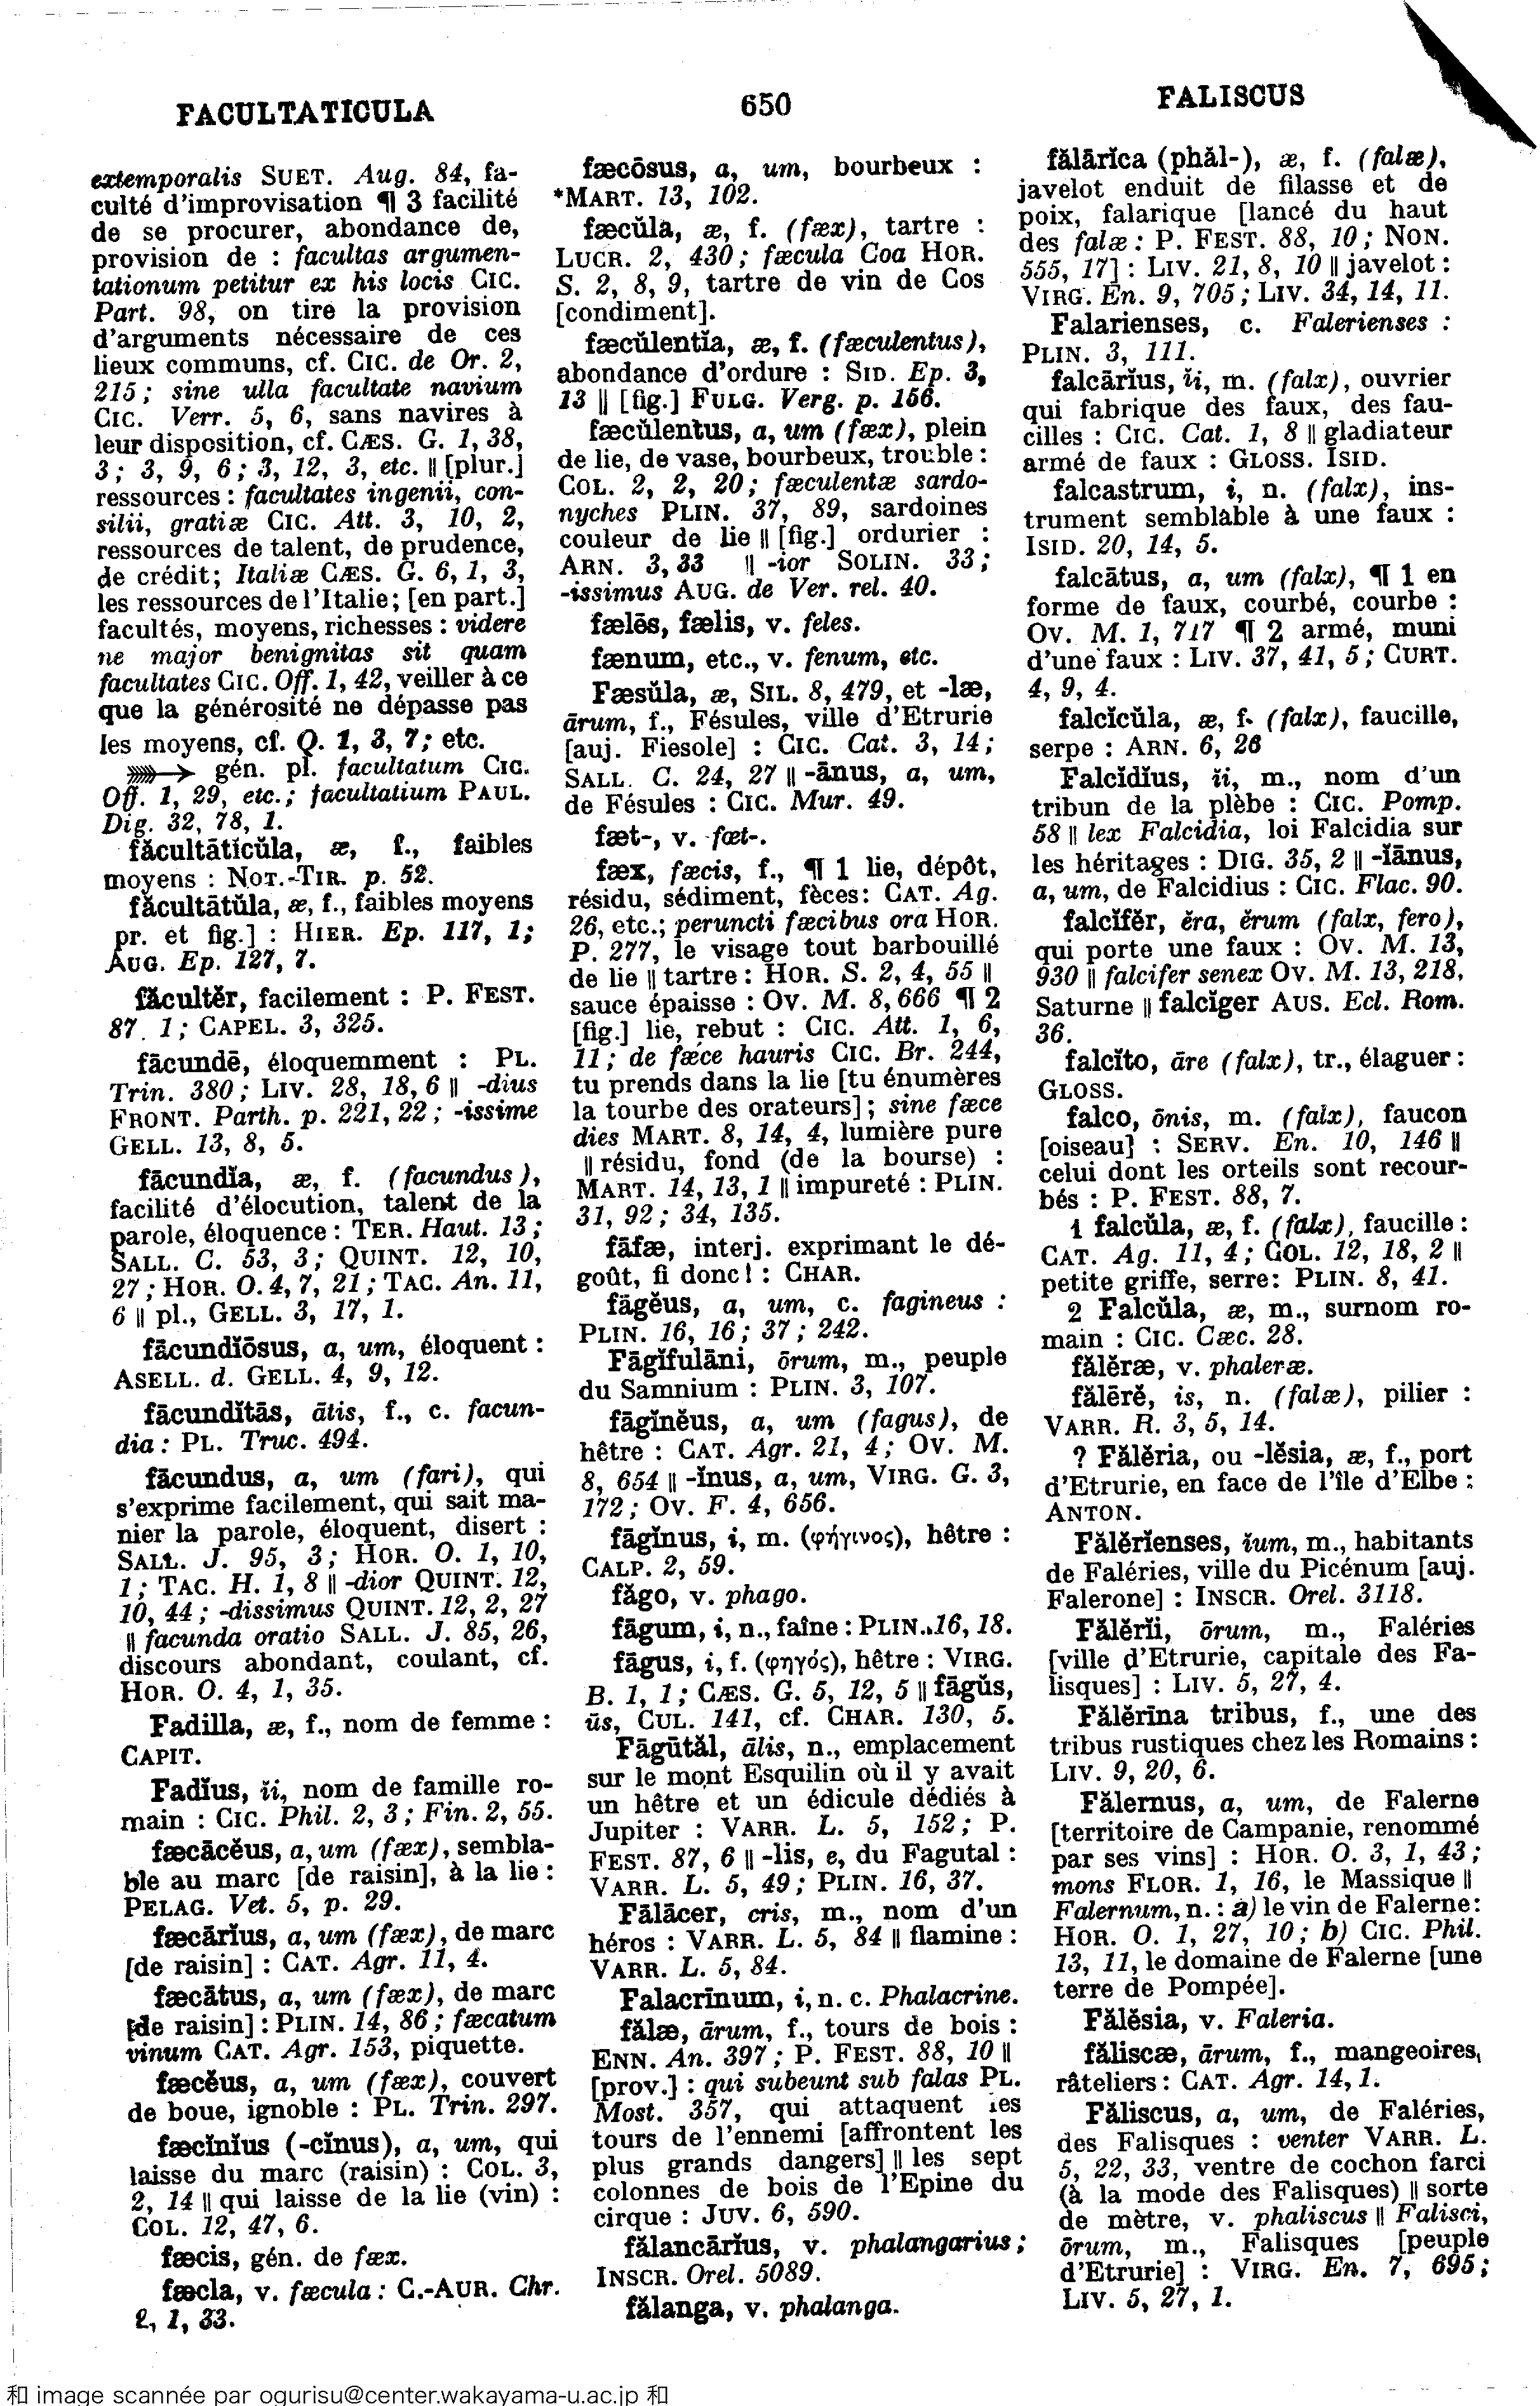 FACULTATICULA
650
FALISCUS
extemporalis SUET. Aug. 84, fa-
culté d'improvisation ¶ 3 facilité
de se procurer, abondance de,
provision de : facultas argumen-
tationum petitur ex his locis CIC.
Part. 98, on tire la provision
d'arguments nécessaire de ces
lieux communs, cf. CIC. de Or. 2,
215; sine ulla facultate navium
CIC. Verr. 5, 6, sans navires à
leur disposition, cf. CÆS. G. 1, 38,
3; 3, 9, 6; 3, 12, 3, etc. ‖ [plur.]
ressources : facultates ingenii, con-
silii, gratiæ CIC. Att. 3, 10, 2,
ressources de talent, de prudence,
de crédit; Italiæ CÆS. G. 6, 1, 3,
les ressources de l'Italie; [en part.]
facultés, moyens, richesses : videre
ne major benignitas sit quam
facultates CIC. Off. 1, 42, veiller à ce
que la générosité ne dépasse pas
les moyens, cf. Q. 1, 3, 7; etc.
➳ gén. pl. facultatum CIC.
Off. 1, 29, etc.; facultatium PAUL.
Dig. 32, 78, 1.
făcultātĭcŭla, æ, f., faibles
moyens : NOT.-TIR. p. 52.
făcultātŭla, æ, f., faibles moyens
pr. et fig.] : HIER. Ep. 117, 1;
AUG. Ep. 127, 7.
făcultĕr, facilement : P. FEST.
87. 1; CAPEL. 3, 325.
fācundē, éloquemment : PL.
Trin. 380; LIV. 28, 18, 6 ‖ -dius
FRONT. Parth. p. 221, 22; -issime
GELL. 13, 8, 5.
fācundĭa, æ, f. (facundus),
facilité d'élocution, talent de la
parole, éloquence : TER. Haut. 13;
SALL. C. 53, 3; QUINT. 12, 10,
27; HOR. O. 4, 7, 21; TAC. An. 11,
6 ‖ pl., GELL. 3, 17, 1.
fācundĭōsus, a, um, éloquent :
ASELL. d. GELL. 4, 9, 12.
fācundĭtās, ātis, f., c. facun-
dia : PL. Truc. 494.
fācundus, a, um (fari), qui
s'exprime facilement, qui sait ma-
nier la parole, éloquent, disert :
SALL. J. 95, 3; HOR. O. 1, 10,
1; TAC. H. 1, 8 ‖ -dior QUINT. 12,
10, 44; -dissimus QUINT. 12, 2, 27
‖ facunda oratio SALL. J. 85, 26,
discours abondant, coulant, cf.
HOR. O. 4, 1, 35.
Fadilla, æ, f., nom de femme :
CAPIT.
Fadĭus, ĭi, nom de famille ro-
main : CIC. Phil. 2, 3; Fin. 2, 55.
fæcācĕus, a, um (fæx), sembla-
ble au marc [de raisin], à la lie :
PELAG. Vet. 5, p. 29.
fæcārĭus, a, um (fæx), de marc
[de raisin] : CAT. Agr. 11, 4.
fæcātus, a, um (fæx), de marc
[de raisin] : PLIN. 14, 86; fæcatum
vinum CAT. Agr. 153, piquette.
fæcĕus, a, um (fæx), couvert
de boue, ignoble : PL. Trin. 297.
fæcĭnĭus (-cĭnus), a, um, qui
laisse du marc (raisin) : COL. 3,
2, 14 ‖ qui laisse de la lie (vin) :
COL. 12, 47, 6.
fæcis, gén. de fæx.
fæcla, v. fæcula : C.-AUR. Chr.
2, 1, 33.
fæcōsus, a, um, bourbeux :
*MART. 13, 102.
fæcŭla, æ, f. (fæx), tartre :
LUCR. 2, 430; fæcula Coa HOR.
S. 2, 8, 9, tartre de vin de Cos
[condiment].
fæcŭlentĭa, æ, f. (fæculentus),
abondance d'ordure : SID. Ep. 3,
13 ‖ [fig.] FULG. Verg. p. 156.
fæcŭlentus, a, um (fæx), plein
de lie, de vase, bourbeux, trouble :
COL. 2, 2, 20; fæculentæ sardo-
nyches PLIN. 37, 89, sardoines
couleur de lie ‖ [fig.] ordurier :
ARN. 3, 33 ‖ -ior SOLIN. 33;
-issimus AUG. de Ver. rel. 40.
fælēs, fælis, v. feles.
fænum, etc., v. fenum, etc.
Fæsŭla, æ, SIL. 8, 479, et -læ,
ārum, f., Fésules, ville d'Etrurie
[auj. Fiesole] : CIC. Cat. 3, 14;
SALL. C. 24, 27 ‖ -ānus, a, um,
de Fésules : CIC. Mur. 49.
fæt-, v. fœt-.
fæx, fæcis, f., ¶ 1 lie, dépôt,
résidu, sédiment, fèces: CAT. Ag.
26, etc.; peruncti fæcibus ora HOR.
P. 277, le visage tout barbouillé
de lie ‖ tartre : HOR. S. 2, 4, 55 ‖
sauce épaisse : OV. M. 8, 666 ¶ 2
[fig.] lie, rebut : CIC. Att. 1, 6,
11; de fæce hauris CIC. Br. 244,
tu prends dans la lie [tu énumères
la tourbe des orateurs]; sine fæce
dies MART. 8, 14, 4, lumière pure
‖ résidu, fond (de la bourse) :
MART. 14, 13, 1 ‖ impureté : PLIN.
31, 92; 34, 135.
fāfæ, interj. exprimant le dé-
goût, fi donc! : CHAR.
fāgĕus, a, um, c. fagineus :
PLIN. 16, 16; 37; 242.
Fāgĭfulāni, ōrum, m., peuple
du Samnium : PLIN. 3, 107.
fāgĭnĕus, a, um (fagus), de
hêtre : CAT. Agr. 21, 4; OV. M.
8, 654 ‖ -ĭnus, a, um, VIRG. G. 3,
172; OV. F. 4, 656.
fāgĭnus, i, m. (φήγινος), hêtre :
CALP. 2, 59.
făgo, v. phago.
fāgum, i, n., faîne : PLIN. 16, 18.
fāgus, i, f. (φηγός), hêtre : VIRG.
B. 1, 1; CÆS. G. 5, 12, 5 ‖ fāgŭs,
ūs, CUL. 141, cf. CHAR. 130, 5.
Fāgūtăl, ālis, n., emplacement
sur le mont Esquilin où il y avait
un hêtre et un édicule dédiés à
Jupiter : VARR. L. 5, 152; P.
FEST. 87, 6 ‖ -lis, e, du Fagutal :
VARR. L. 5, 49; PLIN. 16, 37.
Fălācer, cris, m., nom d'un
héros : VARR. L. 5, 84 ‖ flamine :
VARR. L. 5, 84.
Falacrīnum, i, n. c. Phalacrine.
fălæ, ārum, f., tours de bois :
ENN. An. 397; P. FEST. 88, 10 ‖
[prov.] : qui subeunt sub falas PL.
Most. 357, qui attaquent les
tours de l'ennemi [affrontent les
plus grands dangers] ‖ les sept
colonnes de bois de l'Epine du
cirque : JUV. 6, 590.
fălancārĭus, v. phalangarius;
INSCR. Orel. 5089.
fălanga, v. phalanga.
fălārĭca (phăl-), æ, f. (falæ),
javelot enduit de filasse et de
poix, falarique [lancé du haut
des falæ : P. FEST. 88, 10; NON.
555, 17] : LIV. 21, 8, 10 ‖ javelot :
VIRG. En. 9, 705; LIV. 34, 14, 11.
Falarienses, c. Falerienses :
PLIN. 3, 111.
falcārĭus, ĭi, m. (falx), ouvrier
qui fabrique des faux, des fau-
cilles : CIC. Cat. 1, 8 ‖ gladiateur
armé de faux : GLOSS. ISID.
falcastrum, i, n. (falx), ins-
trument semblable à une faux :
ISID. 20, 14, 5.
falcātus, a, um (falx), ¶ 1 en
forme de faux, courbé, courbe :
OV. M. 1, 717 ¶ 2 armé, muni
d'une faux : LIV. 37, 41, 5; CURT.
4, 9, 4.
falcĭcŭla, æ, f. (falx), faucille,
serpe : ARN. 6, 26
Falcĭdĭus, ĭi, m., nom d'un
tribun de la plèbe : CIC. Pomp.
58 ‖ lex Falcidia, loi Falcidia sur
les héritages : DIG. 35, 2 ‖ -ĭānus,
a, um, de Falcidius : CIC. Flac. 90.
falcĭfĕr, ĕra, ĕrum (falx, fero),
qui porte une faux : OV. M. 13,
930 ‖ falcifer senex OV. M. 13, 218,
Saturne ‖ falcĭger AUS. Ecl. Rom.
36.
falcĭto, āre (falx), tr., élaguer :
GLOSS.
falco, ōnis, m. (falx), faucon
[oiseau] : SERV. En. 10, 146 ‖
celui dont les orteils sont recour-
bés : P. FEST. 88, 7.
1 falcŭla, æ, f. (falx), faucille :
CAT. Ag. 11, 4; COL. 12, 18, 2 ‖
petite griffe, serre: PLIN. 8, 41.
2 Falcŭla, æ, m., surnom ro-
main : CIC. Cæc. 28.
fălĕræ, v. phaleræ.
fălērĕ, is, n. (falæ), pilier :
VARR. R. 3, 5, 14.
? Fălĕria, ou -lĕsia, æ, f., port
d'Etrurie, en face de l'île d'Elbe :
ANTON.
Fălĕrĭenses, ĭum, m., habitants
de Faléries, ville du Picénum [auj.
Falerone] : INSCR. Orel. 3118.
Fălĕrĭi, ōrum, m., Faléries
[ville d'Etrurie, capitale des Fa-
lisques] : LIV. 5, 27, 4.
Fălĕrīna tribus, f., une des
tribus rustiques chez les Romains :
LIV. 9, 20, 6.
Fălernus, a, um, de Falerne
[territoire de Campanie, renommé
par ses vins] : HOR. O. 3, 1, 43;
mons FLOR. 1, 16, le Massique ‖
Falernum, n. : a) le vin de Falerne :
HOR. O. 1, 27, 10; b) CIC. Phil.
13, 11, le domaine de Falerne [une
terre de Pompée].
Fălĕsia, v. Faleria.
făliscæ, ārum, f., mangeoires,
râteliers : CAT. Agr. 14, 1.
Făliscus, a, um, de Faléries,
des Falisques : venter VARR. L.
5, 22, 33, ventre de cochon farci
(à la mode des Falisques) ‖ sorte
de mètre, v. phaliscus ‖ Falisci,
ōrum, m., Falisques [peuple
d'Etrurie] : VIRG. En. 7, 695;
LIV. 5, 27, 1.
和 image scannée par ogurisu@center.wakayama-u.ac.jp 和